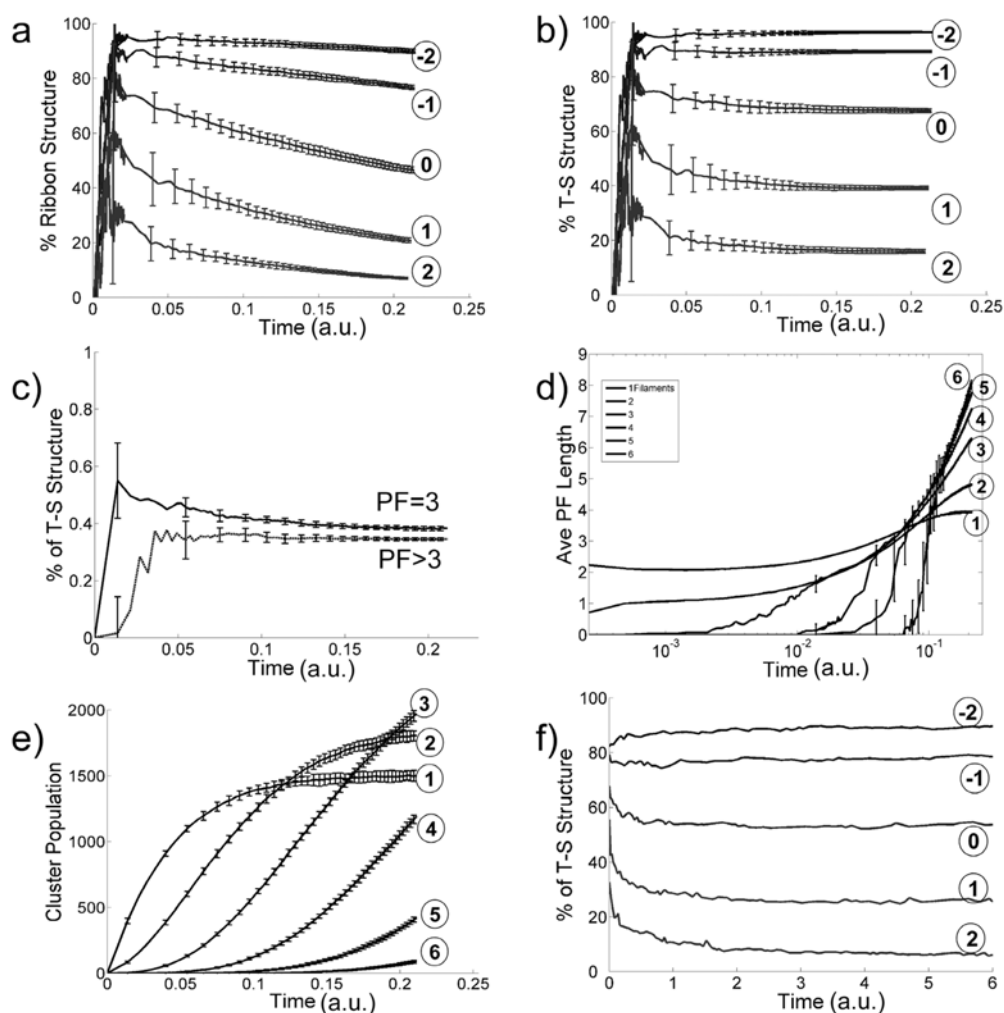 a
% Ribbon Structure
100
80
60
40
20
0
-2
-1
0
1
2
0 0.05 0.1 0.15 0.2 0.25
Time (a.u.)
b)
% T-S Structure
100
80
60
40
20
0
-2
-1
0
1
2
0 0.05 0.1 0.15 0.2 0.25
Time (a.u.)
c)
% of T-S Structure
1
0.8
0.6
0.4
0.2
0
PF=3
PF>3
0 0.05 0.1 0.15 0.2
Time (a.u.)
d)
Ave PF Length
9
8
7
6
5
4
3
2
1
0
1Filaments
2
3
4
5
6
6
5
4
3
2
1
10-3 10-2 10-1
Time (a.u.)
e)
Cluster Population
2000
1500
1000
500
0
3
2
1
4
5
6
0 0.05 0.1 0.15 0.2
Time (a.u.)
f)
% of T-S Structure
100
80
60
40
20
0
-2
-1
0
1
2
0 1 2 3 4 5 6
Time (a.u.)